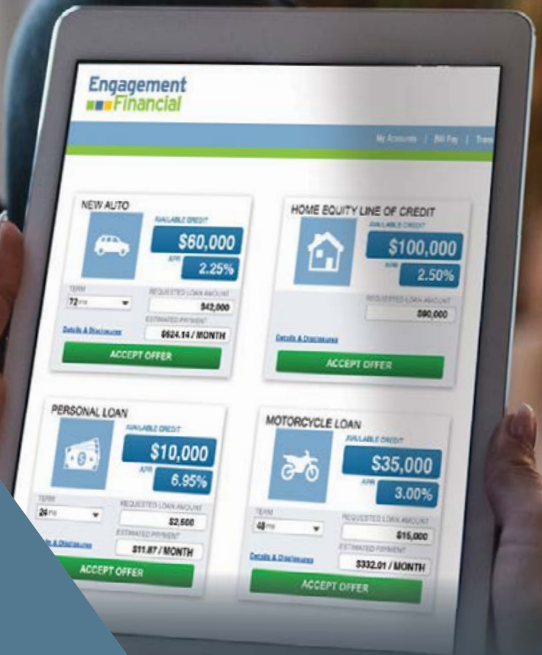 Engagement
Financial
My Accounts | Bill Pay |
NEW AUTO
AVAILABLE CREDIT
$60,000
APR
2.25%
TERM
72 mo
REQUESTED LOAN AMOUNT
$42,000
ESTIMATED PAYMENT
$624.14 / MONTH
Details & Disclosures
ACCEPT OFFER
HOME EQUITY LINE OF CREDIT
AVAILABLE CREDIT
$100,000
APR
2.50%
REQUESTED LOAN AMOUNT
$90,000
Details & Disclosures
ACCEPT OFFER
PERSONAL LOAN
AVAILABLE CREDIT
$10,000
APR
6.95%
TERM
24 mo
REQUESTED LOAN AMOUNT
$2,500
ESTIMATED PAYMENT
$11.87 / MONTH
& Disclosures
ACCEPT OFFER
MOTORCYCLE LOAN
AVAILABLE CREDIT
$35,000
APR
3.00%
TERM
48 mo
REQUESTED LOAN AMOUNT
$15,000
ESTIMATED PAYMENT
$332.01 / MONTH
Details & Disclosures
ACCEPT OFFER